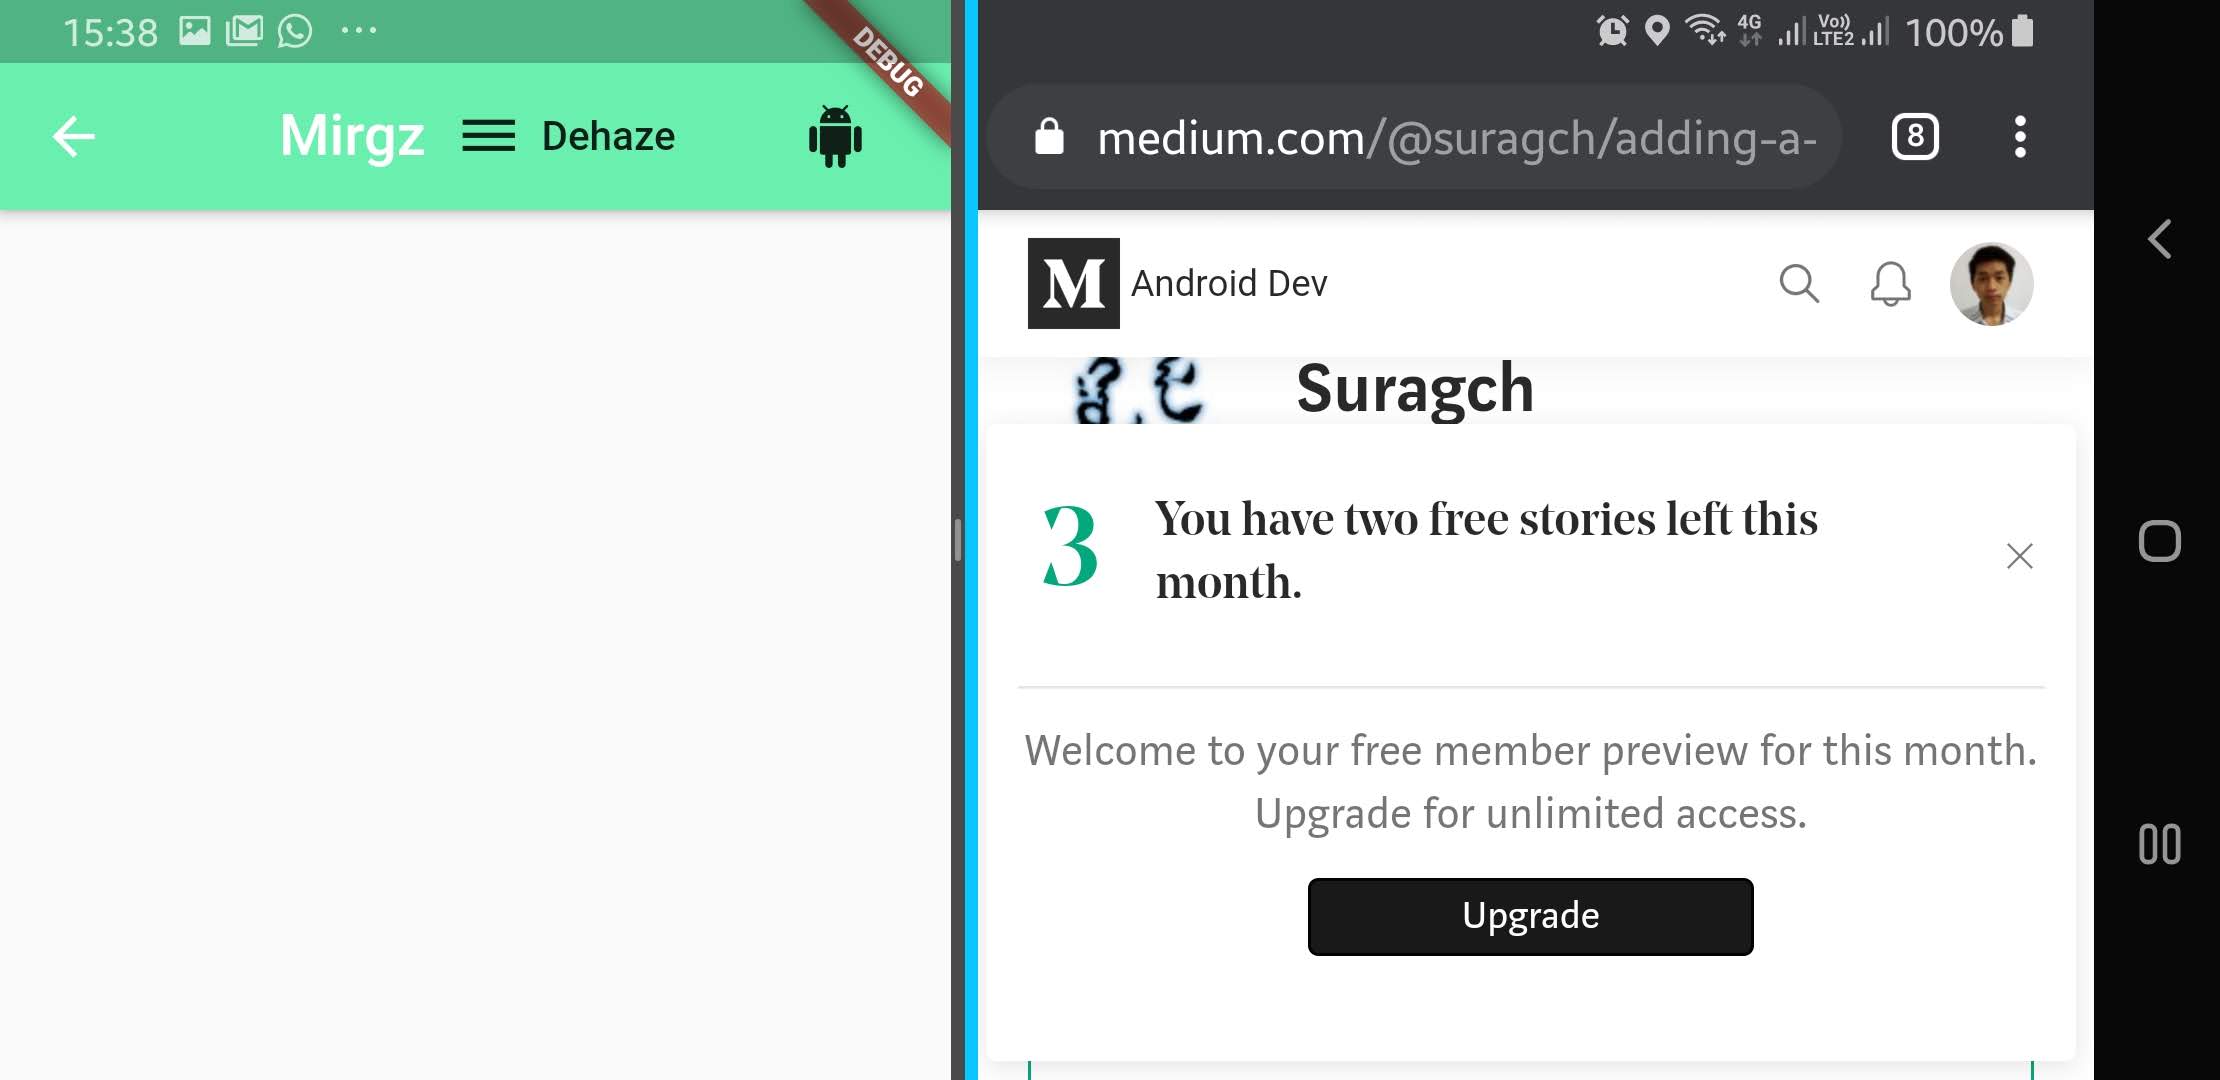 15:38
DEBUG
Mirgz
Dehaze
4G
Vo))
LTE2
100%
medium.com/@suragch/adding-a-
8
M
Android Dev
Suragch
3
You have two free stories left this
month.
Welcome to your free member preview for this month.
Upgrade for unlimited access.
Upgrade